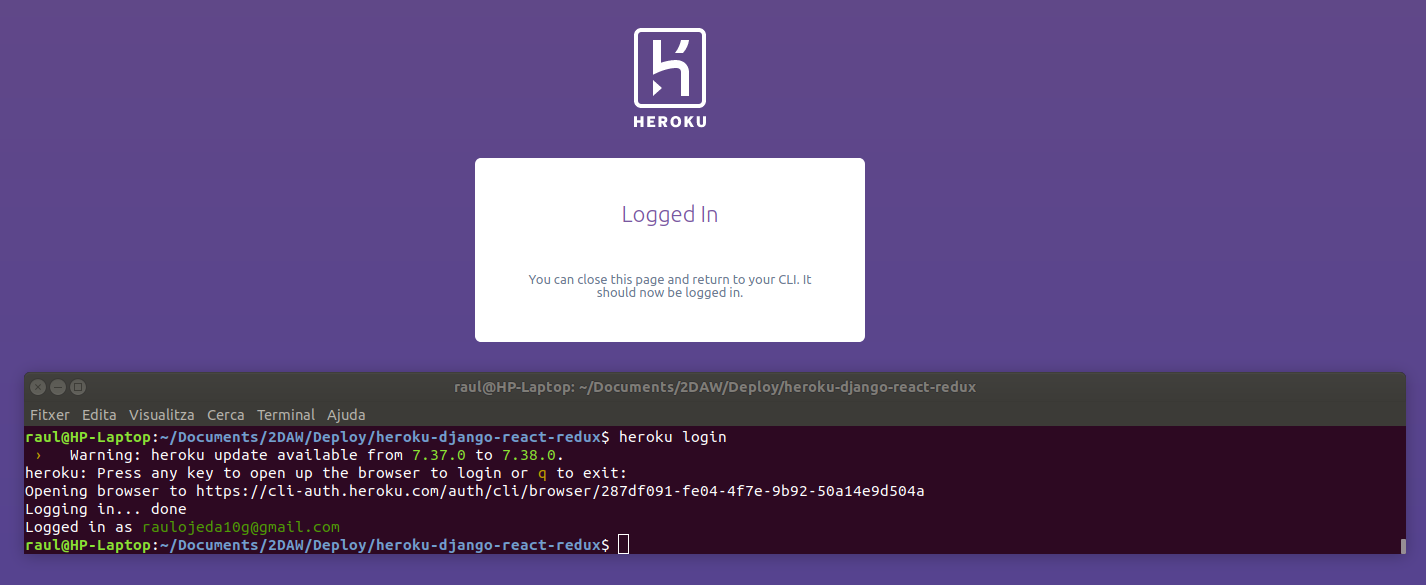 HEROKU
Logged In
You can close this page and return to your CLI. It
should now be logged in.
raul@HP-Laptop: ~/Documents/2DAW/Deploy/heroku-django-react-redux
Fitxer Edita Visualitza Cerca Terminal Ajuda
raul@HP-Laptop:~/Documents/2DAW/Deploy/heroku-django-react-redux$ heroku login
› Warning: heroku update available from 7.37.0 to 7.38.0.
heroku: Press any key to open up the browser to login or q to exit:
Opening browser to https://cli-auth.heroku.com/auth/cli/browser/287df091-fe04-4f7e-9b92-50a14e9d504a
Logging in... done
Logged in as raulojeda10g@gmail.com
raul@HP-Laptop:~/Documents/2DAW/Deploy/heroku-django-react-redux$